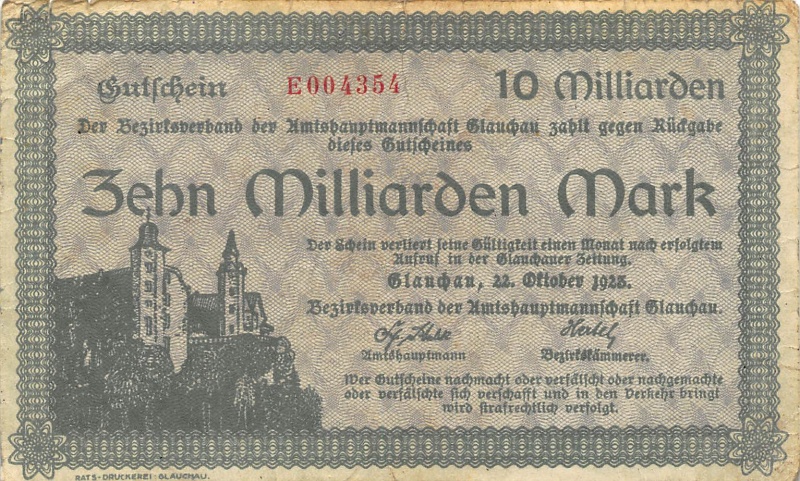 Gutschein E004354 10 Milliarden
Der Bezirksverband der Amtshauptmannschaft Glauchau zahlt gegen Rückgabe
dieses Gutscheines
Zehn Milliarden Mark
Der Schein verliert seine Gültigkeit einen Monat nach erfolgtem
Aufruf in der Glauchauer Zeitung.
Glauchau, 22. Oktober 1923.
Bezirksverband der Amtshauptmannschaft Glauchau.
Hertel
Amtshauptmann Bezirkskämmerer.
Wer Gutscheine nachmacht oder verfälscht oder nachgemachte
oder verfälschte sich verschafft und in den Verkehr bringt
wird strafrechtlich verfolgt.
RATS-DRUCKEREI GLAUCHAU.